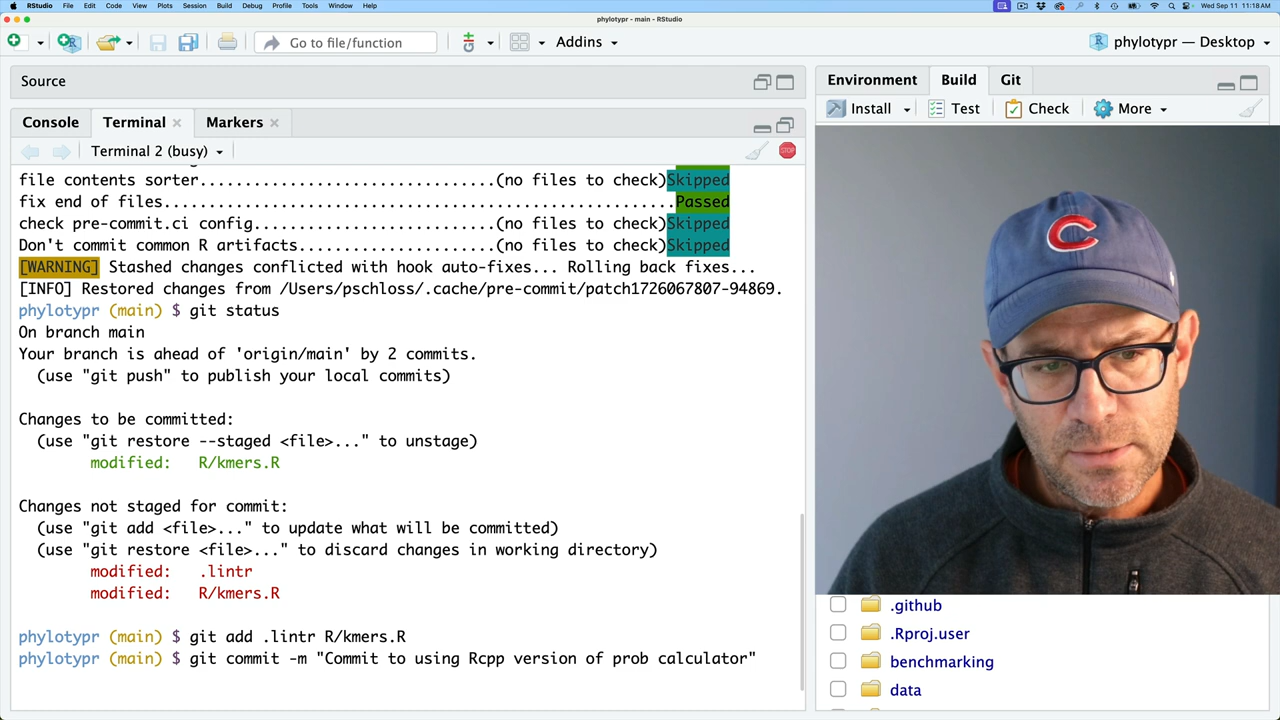 RStudio File Edit Code View Plots Session Build Debug Profile Tools Window Help Wed Sep 11 11:18 AM
phylotypr - main - RStudio
Go to file/function Addins phylotypr — Desktop
Source
Environment Build Git
Console Terminal Markers
Install Test Check More
Terminal 2 (busy) STOP
file contents sorter.................................(no files to check)Skipped
fix end of files.........................................................Passed
check pre-commit.ci config...........................(no files to check)Skipped
Don't commit common R artifacts......................(no files to check)Skipped
[WARNING] Stashed changes conflicted with hook auto-fixes... Rolling back fixes...
[INFO] Restored changes from /Users/pschloss/.cache/pre-commit/patch1726067807-94869.
phylotypr (main) $ git status
On branch main
Your branch is ahead of 'origin/main' by 2 commits.
(use "git push" to publish your local commits)
Changes to be committed:
(use "git restore --staged <file>..." to unstage)
modified: R/kmers.R
Changes not staged for commit:
(use "git add <file>..." to update what will be committed)
(use "git restore <file>..." to discard changes in working directory)
modified: .lintr
modified: R/kmers.R
phylotypr (main) $ git add .lintr R/kmers.R
phylotypr (main) $ git commit -m "Commit to using Rcpp version of prob calculator"
C
.github
.Rproj.user
benchmarking
data